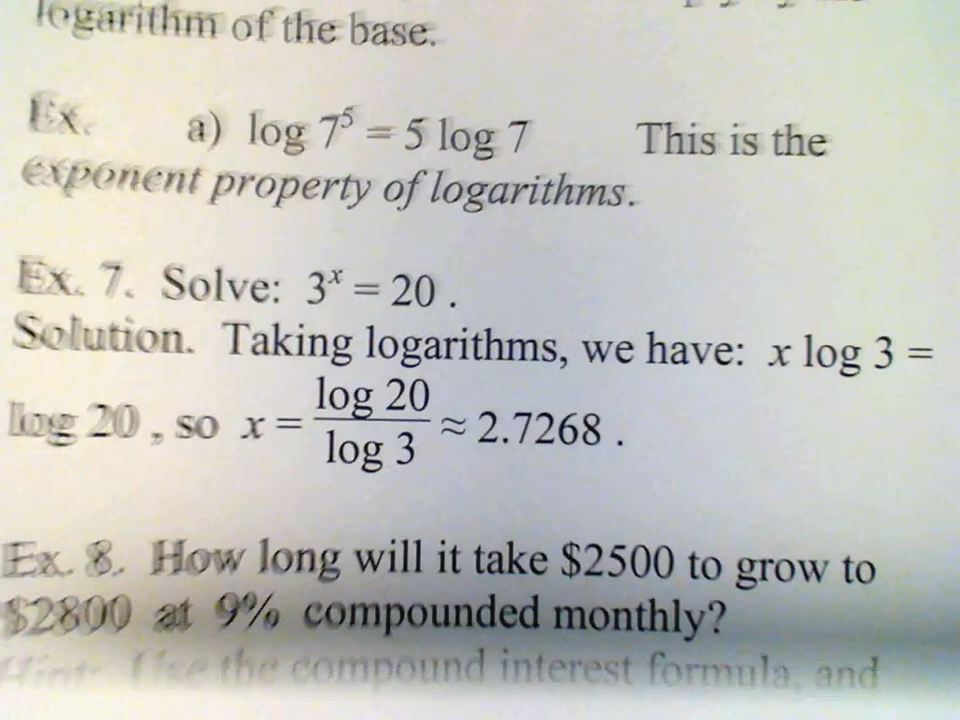 logarithm of the base.
Ex. a) log 7⁵ = 5 log 7 This is the
exponent property of logarithms.
Ex. 7. Solve: 3ˣ = 20 .
Solution. Taking logarithms, we have: x log 3 =
log 20 , so x = log 20 / log 3 ≈ 2.7268 .
Ex. 8. How long will it take $2500 to grow to
$2800 at 9% compounded monthly?
Hint: Use the compound interest formula, and